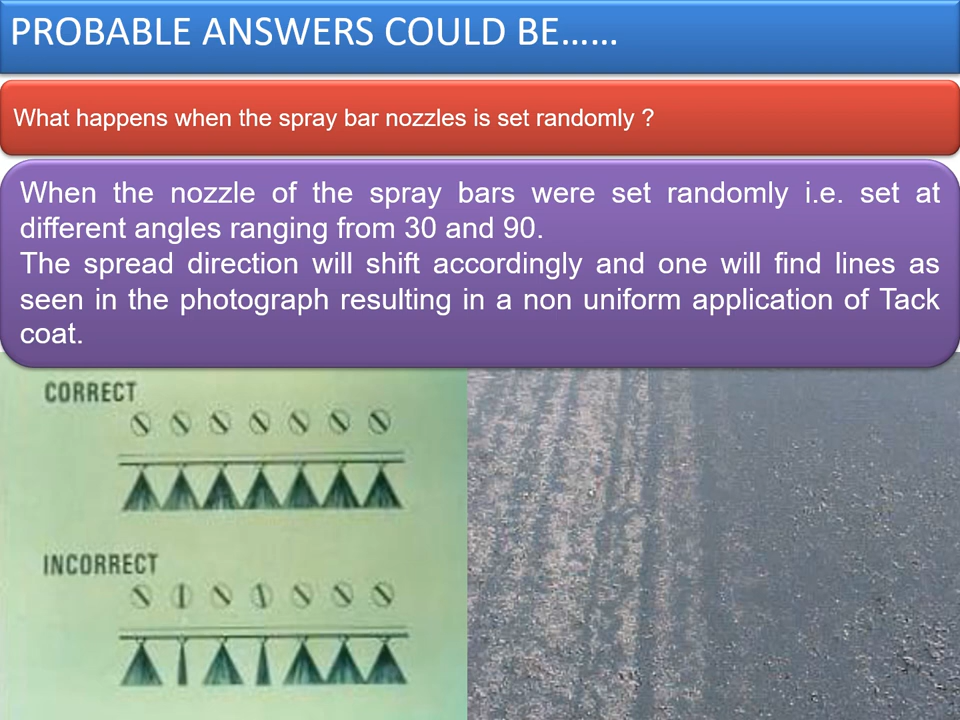 PROBABLE ANSWERS COULD BE……
What happens when the spray bar nozzles is set randomly ?
When the nozzle of the spray bars were set randomly i.e. set at
different angles ranging from 30 and 90.
The spread direction will shift accordingly and one will find lines as
seen in the photograph resulting in a non uniform application of Tack
coat.
CORRECT
INCORRECT